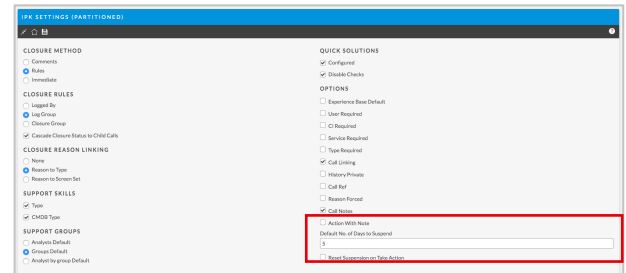 IPK SETTINGS (PARTITIONED)
CLOSURE METHOD
Comments
Rules
Immediate
CLOSURE RULES
Logged By
Log Group
Closure Group
Cascade Closure Status to Child Calls
CLOSURE REASON LINKING
None
Reason to Type
Reason to Screen Set
SUPPORT SKILLS
Type
CMDB Type
SUPPORT GROUPS
Analysts Default
Groups Default
Analyst by group Default
QUICK SOLUTIONS
Configured
Disable Checks
OPTIONS
Experience Base Default
User Required
CI Required
Service Required
Type Required
Call Linking
History Private
Call Ref
Reason Forced
Call Notes
Action With Note
Default No. of Days to Suspend
5
Reset Suspension on Take Action